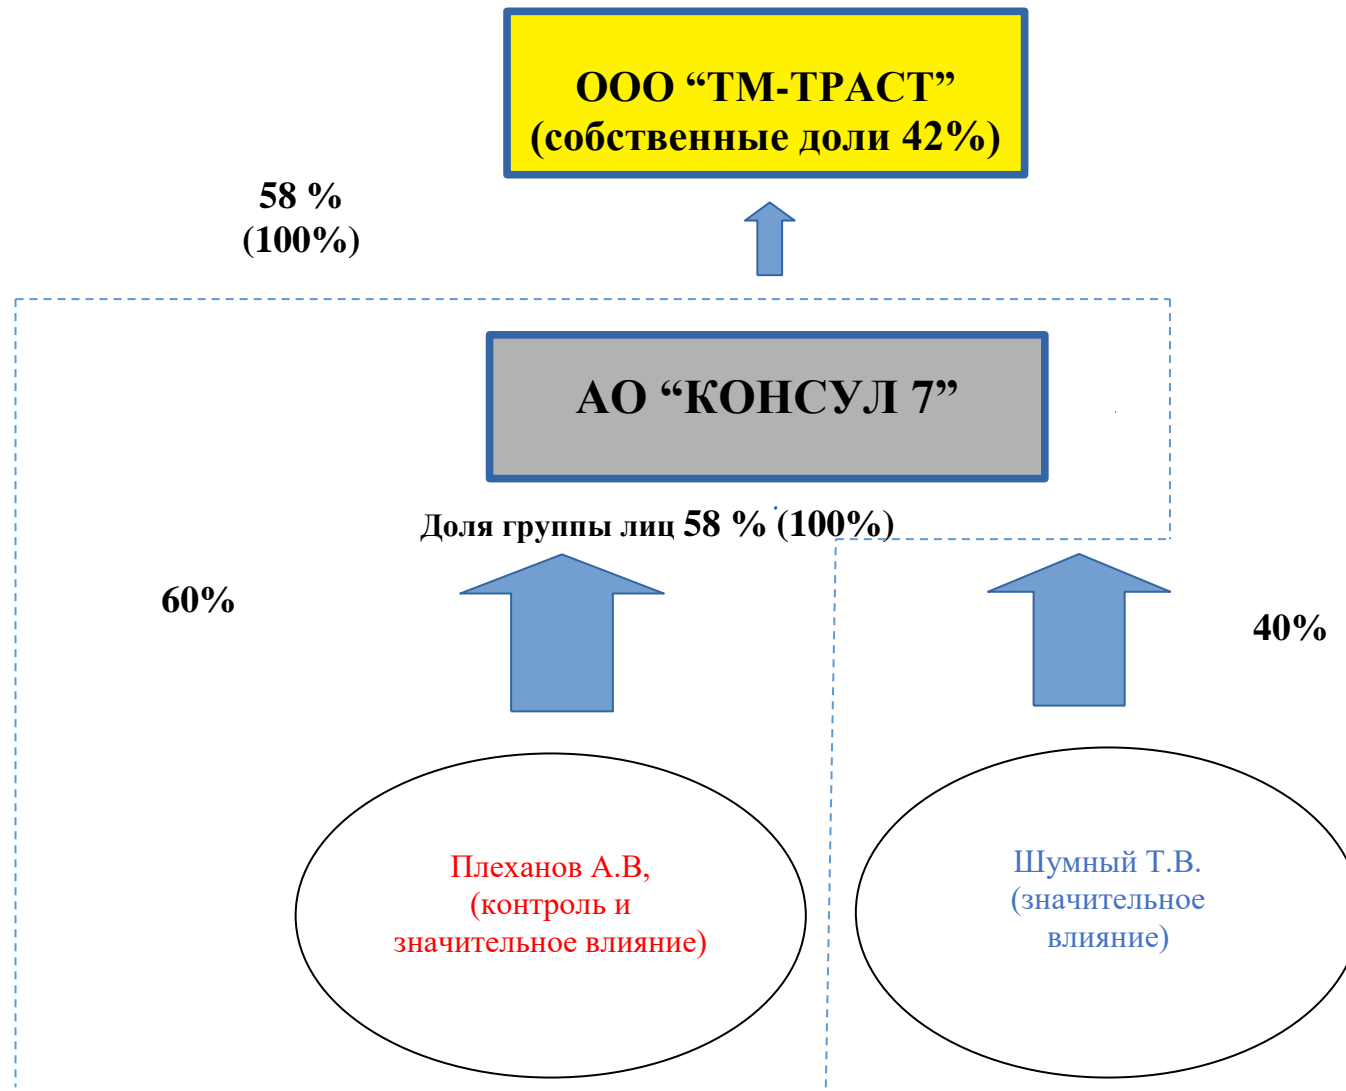 ООО “ТМ-ТРАСТ”
(собственные доли 42%)
58 %
(100%)
АО “КОНСУЛ 7”
Доля группы лиц 58 % (100%)
60%
40%
Плеханов А.В,
(контроль и
значительное влияние)
Шумный Т.В.
(значительное
влияние)